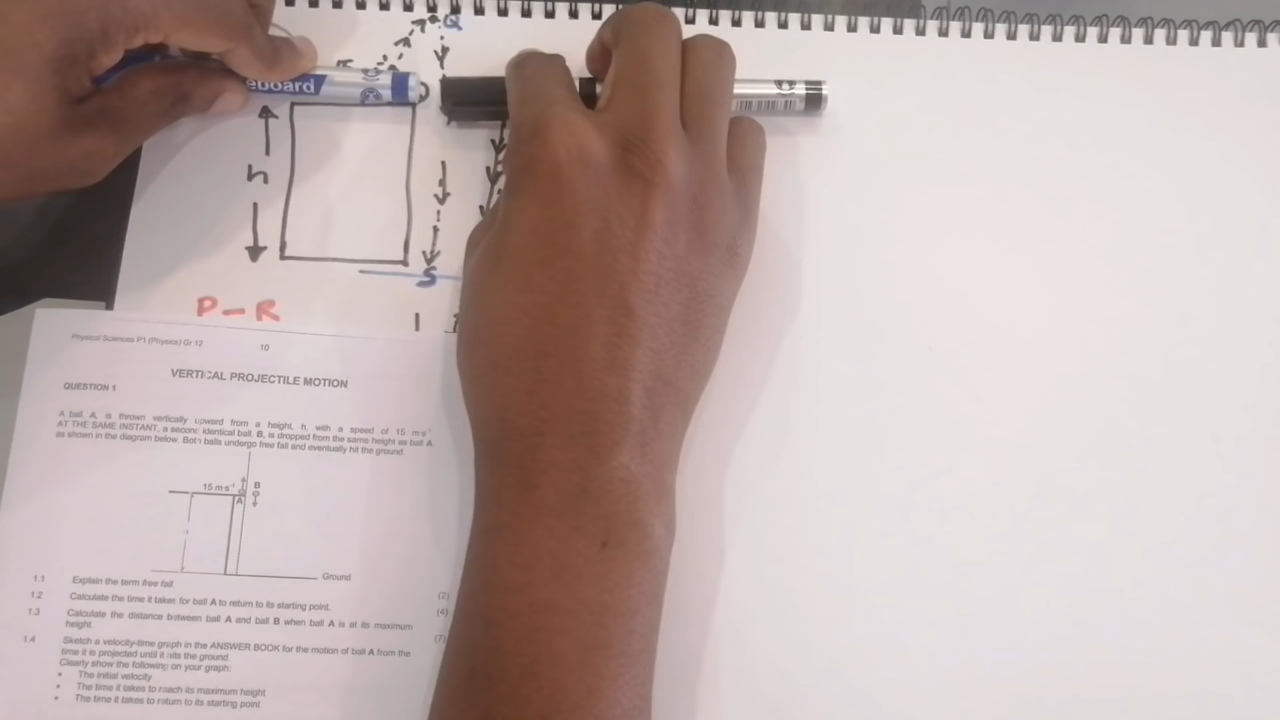 Q
eboard
h
S
P-R
1
Physical Sciences P1 (Physics) Gr 12
10
VERTICAL PROJECTILE MOTION
QUESTION 1
A ball, A, is thrown vertically upward from a height, h, with a speed of 15 m·s⁻¹
AT THE SAME INSTANT, a second identical ball, B, is dropped from the same height as ball A
as shown in the diagram below. Both balls undergo free fall and eventually hit the ground.
15 m·s⁻¹
B
A
Ground
1.1 Explain the term free fall. (2)
1.2 Calculate the time it takes for ball A to return to its starting point. (4)
1.3 Calculate the distance between ball A and ball B when ball A is at its maximum
height. (7)
1.4 Sketch a velocity-time graph in the ANSWER BOOK for the motion of ball A from the
time it is projected until it hits the ground.
Clearly show the following on your graph:
• The initial velocity
• The time it takes to reach its maximum height
• The time it takes to return to its starting point